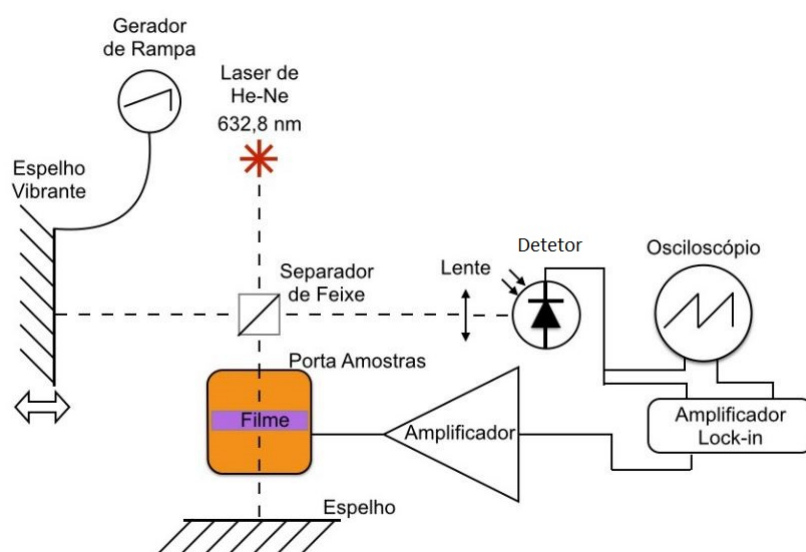 Gerador
de Rampa
Laser de
He-Ne
632,8 nm
Espelho
Vibrante
Separador
de Feixe
Lente
Detetor
Osciloscópio
Porta Amostras
Filme
Amplificador
Amplificador
Lock-in
Espelho